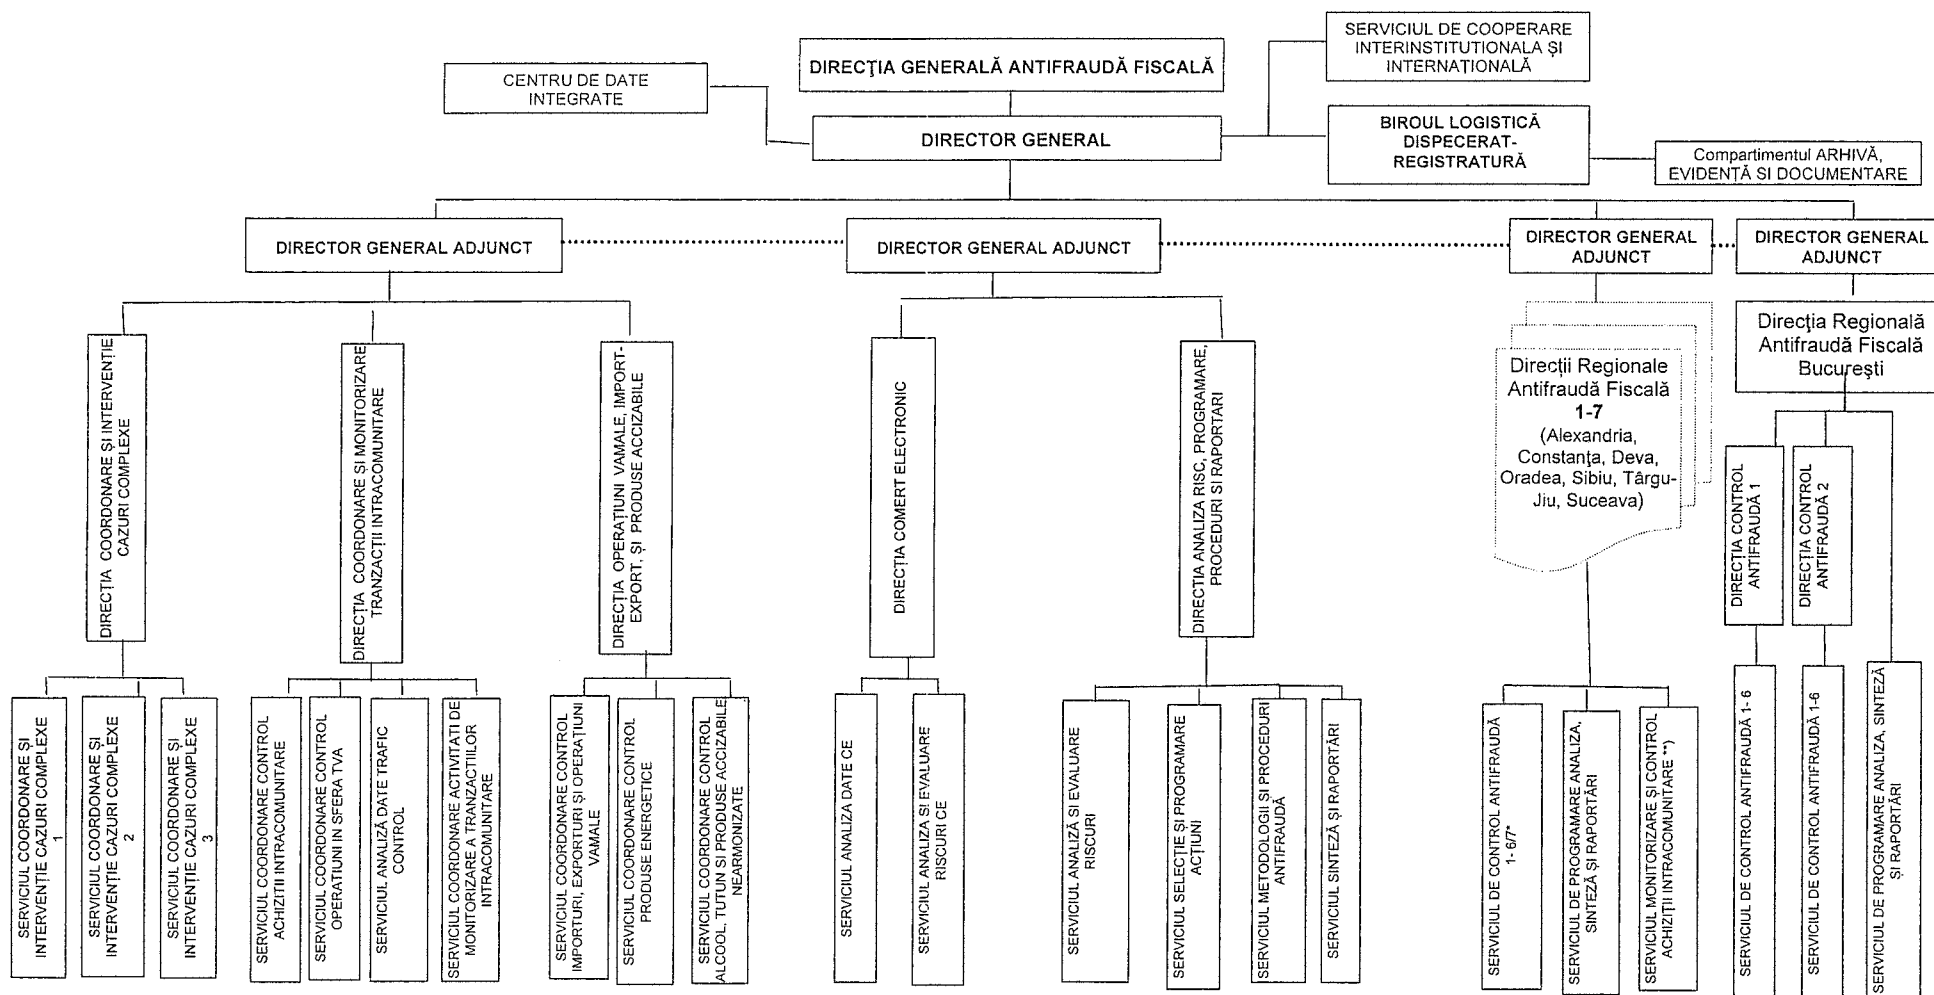 SERVICIUL DE COOPERARE
INTERINSTITUTIONALA ȘI
INTERNAȚIONALĂ
DIRECȚIA GENERALĂ ANTIFRAUDĂ FISCALĂ
CENTRU DE DATE
INTEGRATE
DIRECTOR GENERAL
BIROUL LOGISTICĂ
DISPECERAT-
REGISTRATURĂ
Compartimentul ARHIVĂ,
EVIDENȚĂ SI DOCUMENTARE
DIRECTOR GENERAL ADJUNCT
DIRECTOR GENERAL ADJUNCT
DIRECTOR GENERAL
ADJUNCT
DIRECTOR GENERAL
ADJUNCT
DIRECȚIA COORDONARE ȘI INTERVENȚIE
CAZURI COMPLEXE
DIRECȚIA COORDONARE ȘI MONITORIZARE
TRANZACȚII INTRACOMUNITARE
DIRECȚIA OPERAȚIUNI VAMALE, IMPORT-
EXPORT, ȘI PRODUSE ACCIZABILE
DIRECȚIA COMERT ELECTRONIC
DIRECTIA ANALIZA RISC, PROGRAMARE,
PROCEDURI SI RAPORTARI
Direcții Regionale
Antifraudă Fiscală
1-7
(Alexandria,
Constanța, Deva,
Oradea, Sibiu, Târgu-
Jiu, Suceava)
Direcția Regională
Antifraudă Fiscală
București
DIRECȚIA CONTROL
ANTIFRAUDĂ 1
DIRECȚIA CONTROL
ANTIFRAUDĂ 2
SERVICIUL COORDONARE ȘI
INTERVENȚIE CAZURI COMPLEXE
1
SERVICIUL COORDONARE ȘI
INTERVENȚIE CAZURI COMPLEXE
2
SERVICIUL COORDONARE ȘI
INTERVENȚIE CAZURI COMPLEXE
3
SERVICIUL COORDONARE CONTROL
ACHIZITII INTRACOMUNITARE
SERVICIUL COORDONARE CONTROL
OPERATIUNI IN SFERA TVA
SERVICIUL ANALIZĂ DATE TRAFIC
CONTROL
SERVICIUL COORDONARE ACTIVITATI DE
MONITORIZARE A TRANZACTIILOR
INTRACOMUNITARE
SERVICIUL COORDONARE CONTROL
IMPORTURI, EXPORTURI ȘI OPERAȚIUNI
VAMALE
SERVICIUL COORDONARE CONTROL
PRODUSE ENERGETICE
SERVICIUL COORDONARE CONTROL
ALCOOL, TUTUN SI PRODUSE ACCIZABILE
NEARMONIZATE
SERVICIUL ANALIZA DATE CE
SERVICIUL ANALIZA SI EVALUARE
RISCURI CE
SERVICIUL ANALIZĂ SI EVALUARE
RISCURI
SERVICIUL SELECȚIE ȘI PROGRAMARE
ACȚIUNI
SERVICIUL METODOLOGII ȘI PROCEDURI
ANTIFRAUDĂ
SERVICIUL SINTEZĂ ȘI RAPORTĂRI
SERVICIUL DE CONTROL ANTIFRAUDĂ
1- 6/7*
SERVICIUL DE PROGRAMARE ANALIZA,
SINTEZĂ ȘI RAPORTĂRI
SERVICIUL MONITORIZARE ȘI CONTROL
ACHIZIȚII INTRACOMUNITARE **)
SERVICIUL DE CONTROL ANTIFRAUDĂ 1- 6
SERVICIUL DE CONTROL ANTIFRAUDĂ 1-6
SERVICIUL DE PROGRAMARE ANALIZA, SINTEZĂ
ȘI RAPORTĂRI